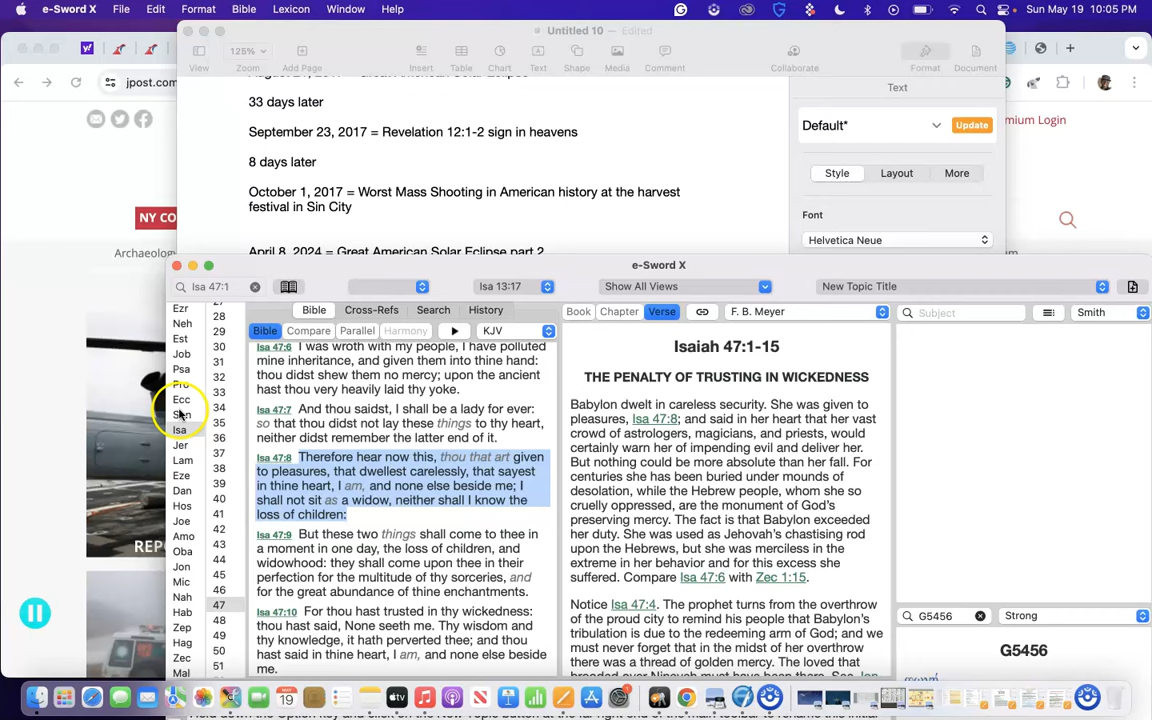 e-Sword X File Edit Options Bible Lexicon Window Help Sun May 19 10:05 PM
Untitled 10 — Edited
125%
View Zoom Add Page Insert Table Chart Text Shape Media Comment Collaborate Format Document
jpost.com
33 days later
September 23, 2017 = Revelation 12:1-2 sign in heavens
8 days later
October 1, 2017 = Worst Mass Shooting in American history at the harvest
festival in Sin City
April 8, 2024 = Great American Solar Eclipse part 2
Text
Default* Update
Style Layout More
Font
Helvetica Neue
mium Login
NY CO
Archaeolo
REP
e-Sword X
Isa 47:1 Isa 13:17 Show All Views New Topic Title
Bible Cross-Refs Search History
Bible Compare Parallel Harmony KJV
Book Chapter Verse F. B. Meyer
Subject Smith
Ezr
Neh
Est
Job
Psa
Pro
Ecc
Isa
Jer
Lam
Eze
Dan
Hos
Joe
Amo
Oba
Jon
Mic
Nah
Hab
Zep
Hag
Zec
Mal
27
28
29
30
31
32
33
34
35
36
37
38
39
40
41
42
43
44
45
46
47
48
49
50
51
Isa 47:6 I was wroth with my people, I have polluted
mine inheritance, and given them into thine hand:
thou didst shew them no mercy; upon the ancient
hast thou very heavily laid thy yoke.
Isa 47:7 And thou saidst, I shall be a lady for ever:
so that thou didst not lay these things to thy heart,
neither didst remember the latter end of it.
Isa 47:8 Therefore hear now this, thou that art given
to pleasures, that dwellest carelessly, that sayest
in thine heart, I am, and none else beside me; I
shall not sit as a widow, neither shall I know the
loss of children:
Isa 47:9 But these two things shall come to thee in
a moment in one day, the loss of children, and
widowhood: they shall come upon thee in their
perfection for the multitude of thy sorceries, and
for the great abundance of thine enchantments.
Isa 47:10 For thou hast trusted in thy wickedness:
thou hast said, None seeth me. Thy wisdom and
thy knowledge, it hath perverted thee; and thou
hast said in thine heart, I am, and none else beside
me.
Isaiah 47:1-15
THE PENALTY OF TRUSTING IN WICKEDNESS
Babylon dwelt in careless security. She was given to
pleasures, Isa 47:8; and said in her heart that her vast
crowd of astrologers, magicians, and priests, would
certainly warn her of impending evil and deliver her.
But nothing could be more absolute than her fall. For
centuries she has been buried under mounds of
desolation, while the Hebrew people, whom she so
cruelly oppressed, are the monument of God's
preserving mercy. The fact is that Babylon exceeded
her duty. She was used as Jehovah's chastising rod
upon the Hebrews, but she was merciless in the
extreme in her behavior and for this excess she
suffered. Compare Isa 47:6 with Zec 1:15.
Notice Isa 47:4. The prophet turns from the overthrow
of the proud city to remind his people that Babylon's
tribulation is due to the redeeming arm of God; and we
must never forget that in the midst of her overthrow
there was a thread of golden mercy. The loved that
G5456 Strong
G5456